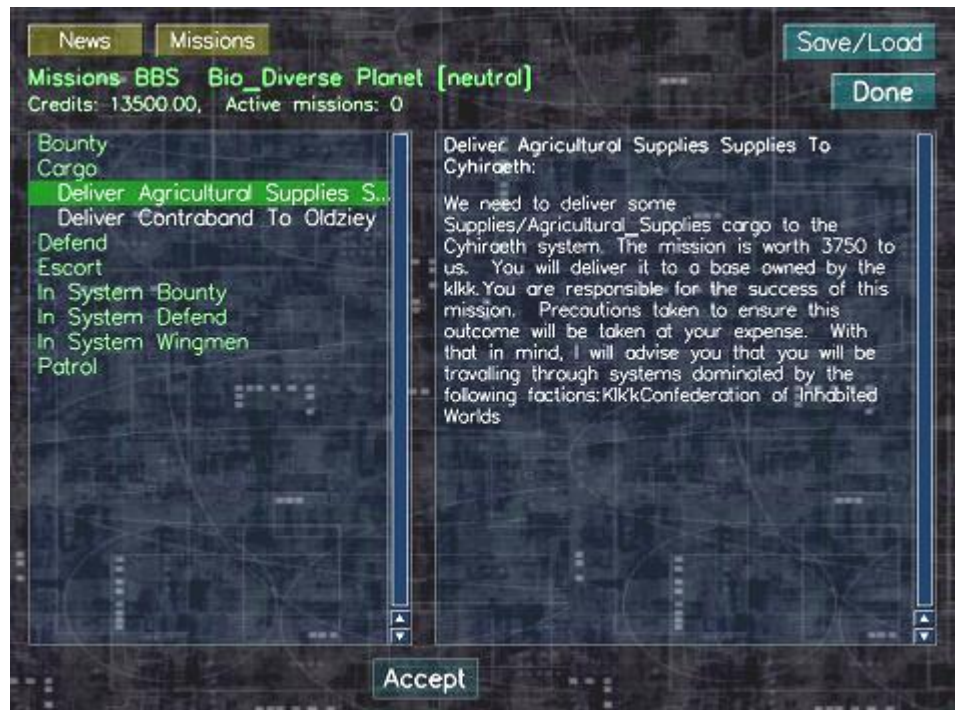 News Missions Save/Load
Missions BBS Bio_Diverse Planet [neutral]
Done
Credits: 13500.00, Active missions: 0
Bounty
Cargo
Deliver Agricultural Supplies S...
Deliver Contraband To Oldziey
Defend
Escort
In System Bounty
In System Defend
In System Wingmen
Patrol
Deliver Agricultural Supplies Supplies To
Cyhiraeth:
We need to deliver some
Supplies/Agricultural_Supplies cargo to the
Cyhiraeth system. The mission is worth 3750 to
us. You will deliver it to a base owned by the
klkk.You are responsible for the success of this
mission. Precautions taken to ensure this
outcome will be taken at your expense. With
that in mind, I will advise you that you will be
travalling through systems dominated by the
following factions:Klk'kConfederation of Inhabited
Worlds
Accept